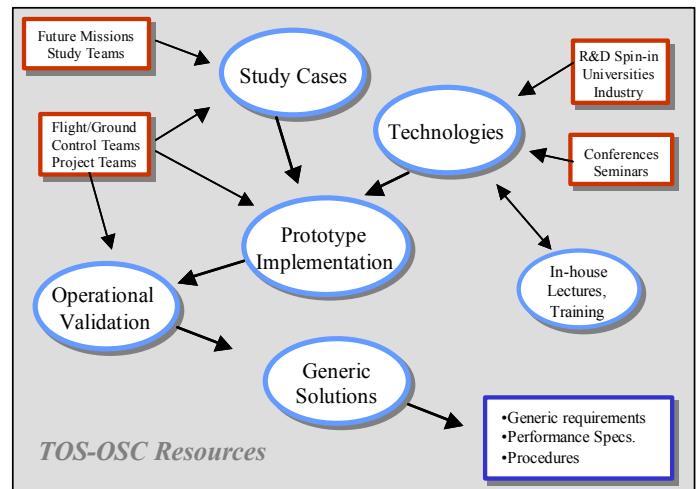 Future Missions
Study Teams
Study Cases
R&D Spin-in
Universities
Industry
Flight/Ground
Control Teams
Project Teams
Technologies
Conferences
Seminars
Prototype
Implementation
In-house
Lectures,
Training
Operational
Validation
Generic
Solutions
•Generic requirements
•Performance Specs.
•Procedures
TOS-OSC Resources